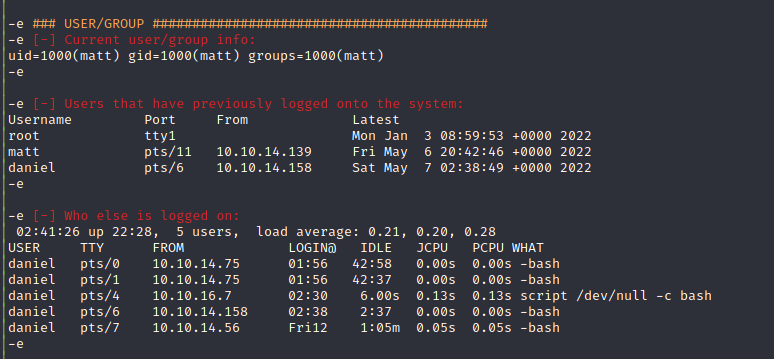 -e ### USER/GROUP ##########################################
-e [-] Current user/group info:
uid=1000(matt) gid=1000(matt) groups=1000(matt)
-e
-e [-] Users that have previously logged onto the system:
Username         Port     From             Latest
root             tty1                      Mon Jan  3 08:59:53 +0000 2022
matt             pts/11   10.10.14.139     Fri May  6 20:42:46 +0000 2022
daniel           pts/6    10.10.14.158     Sat May  7 02:38:49 +0000 2022
-e
-e [-] Who else is logged on:
 02:41:26 up 22:28,  5 users,  load average: 0.21, 0.20, 0.28
USER     TTY      FROM             LOGIN@   IDLE   JCPU   PCPU WHAT
daniel   pts/0    10.10.14.75      01:56   42:58   0.00s  0.00s -bash
daniel   pts/1    10.10.14.75      01:56   42:37   0.00s  0.00s -bash
daniel   pts/4    10.10.16.7       02:30    6.00s  0.13s  0.13s script /dev/null -c bash
daniel   pts/6    10.10.14.158     02:38    2:37   0.00s  0.00s -bash
daniel   pts/7    10.10.14.56      Fri12    1:05m  0.05s  0.05s -bash
-e